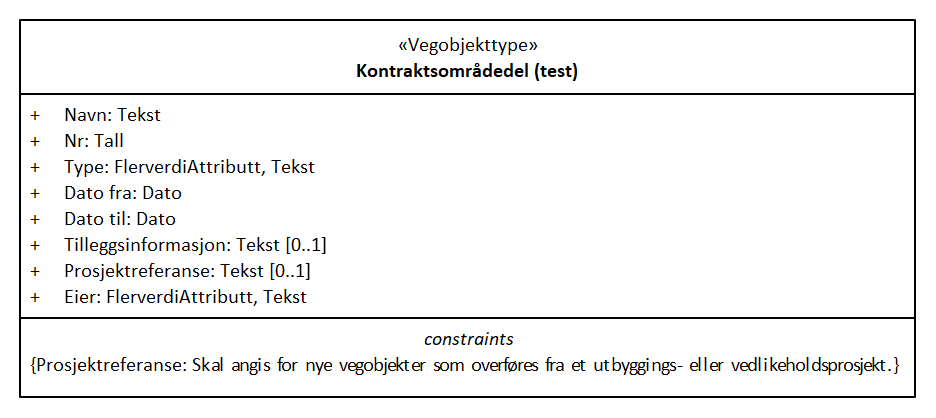 «Vegobjekttype»
Kontraktsområdedel (test)
+ Navn: Tekst
+ Nr: Tall
+ Type: FlerverdiAttributt, Tekst
+ Dato fra: Dato
+ Dato til: Dato
+ Tilleggsinformasjon: Tekst [0..1]
+ Prosjektreferanse: Tekst [0..1]
+ Eier: FlerverdiAttributt, Tekst
constraints
{Prosjektreferanse: Skal angis for nye vegobjekter som overføres fra et utbyggings- eller vedlikeholdsprosjekt.}